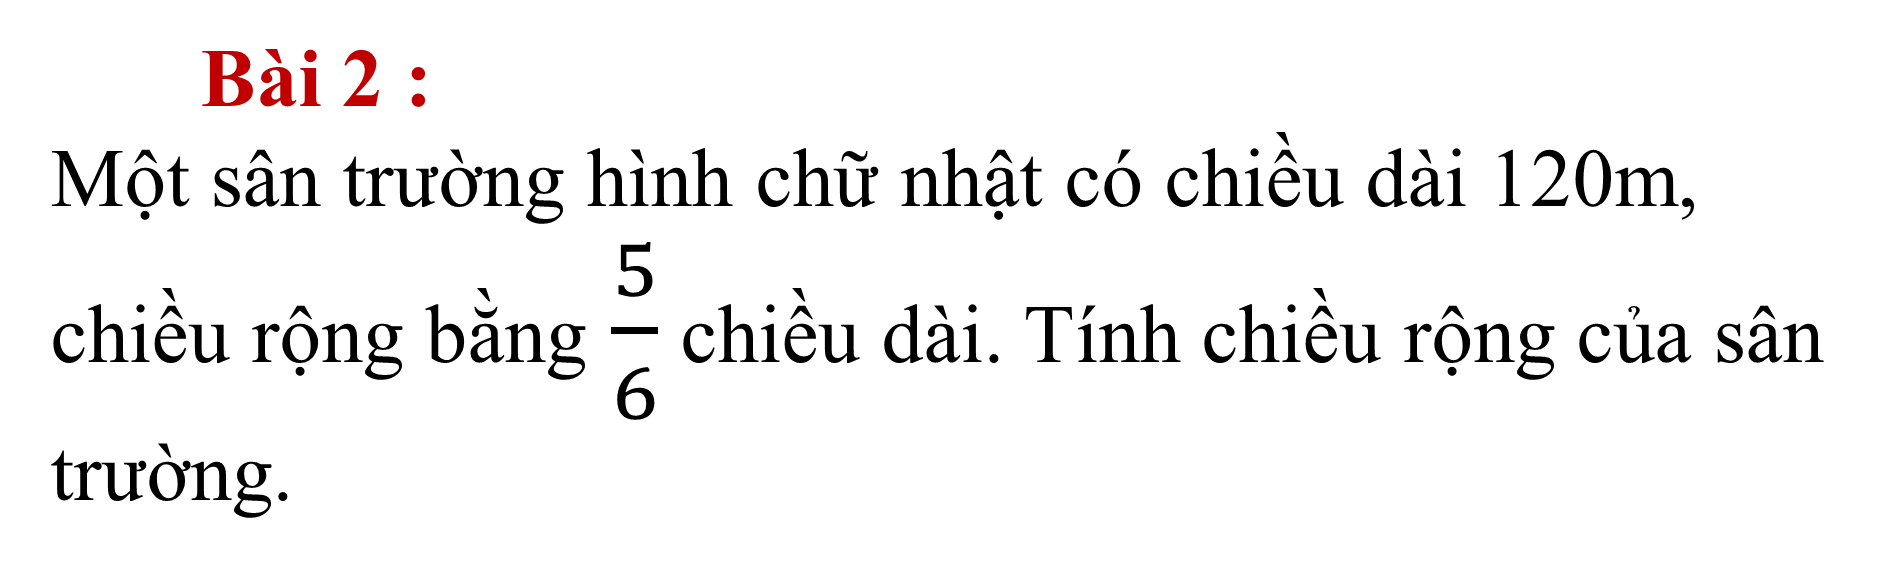 Bài 2 :
Một sân trường hình chữ nhật có chiều dài 120m,
chiều rộng bằng 5/6 chiều dài. Tính chiều rộng của sân
trường.